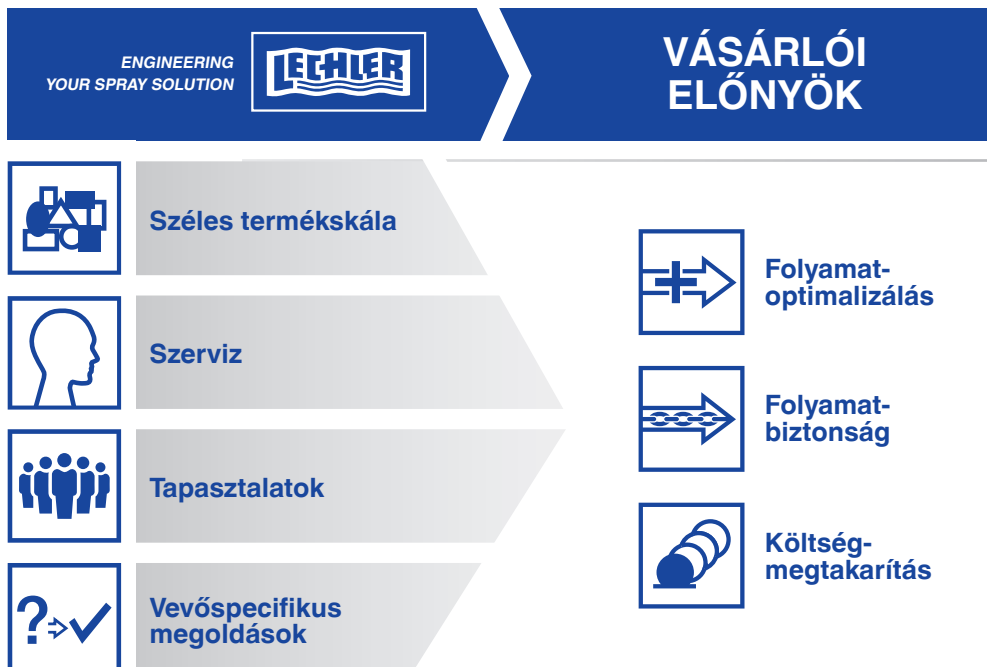 ENGINEERING
YOUR SPRAY SOLUTION
LECHLER
VÁSÁRLÓI
ELŐNYÖK
Széles termékskála
Szerviz
Tapasztalatok
Vevőspecifikus
megoldások
Folyamat-
optimalizálás
Folyamat-
biztonság
Költség-
megtakarítás